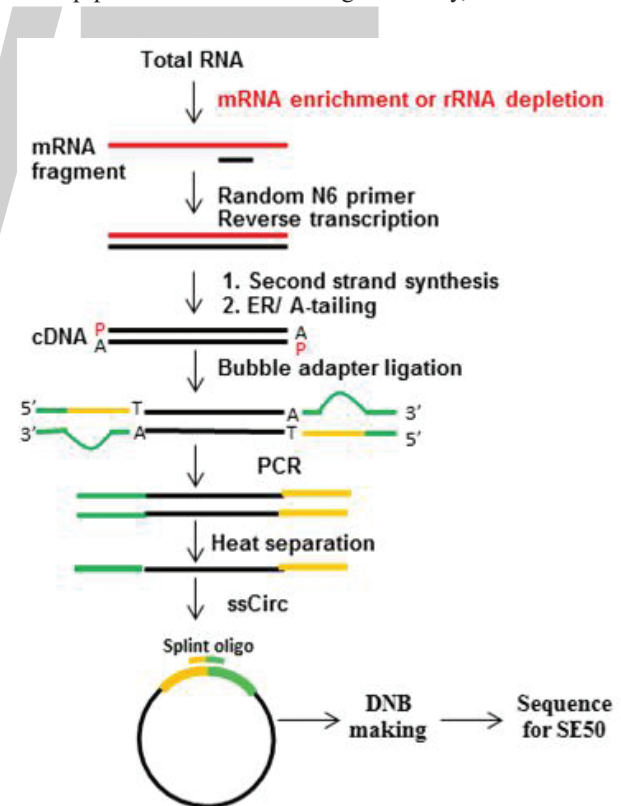 Total RNA
mRNA enrichment or rRNA depletion
mRNA
fragment
Random N6 primer
Reverse transcription
1. Second strand synthesis
2. ER/ A-tailing
cDNA P A
A P
Bubble adapter ligation
5′ T A 3′
3′ A T 5′
PCR
Heat separation
ssCirc
Splint oligo
DNB
making
Sequence
for SE50